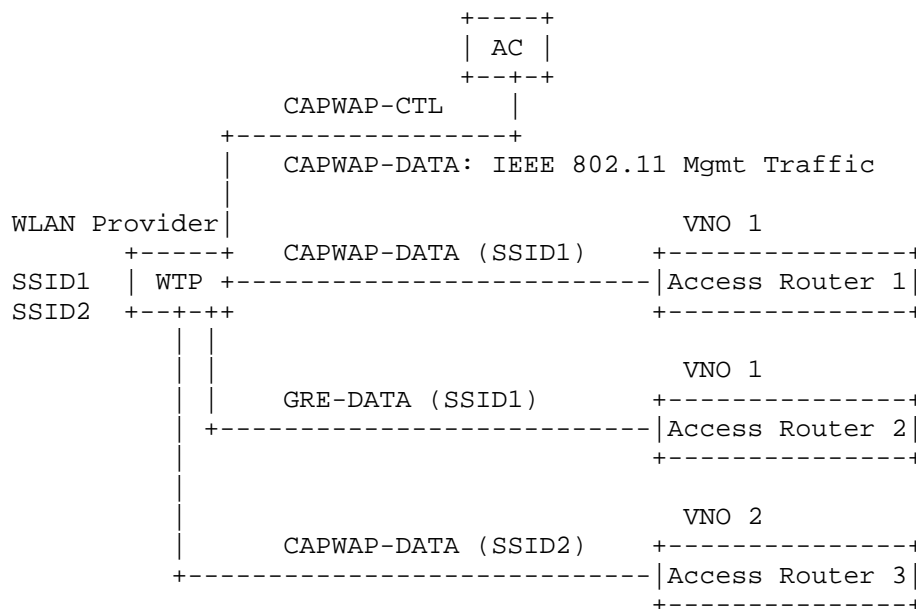 AC
CAPWAP-CTL
CAPWAP-DATA: IEEE 802.11 Mgmt Traffic
WLAN Provider VNO 1
CAPWAP-DATA (SSID1)
SSID1 WTP Access Router 1
SSID2
VNO 1
GRE-DATA (SSID1)
Access Router 2
VNO 2
CAPWAP-DATA (SSID2)
Access Router 3